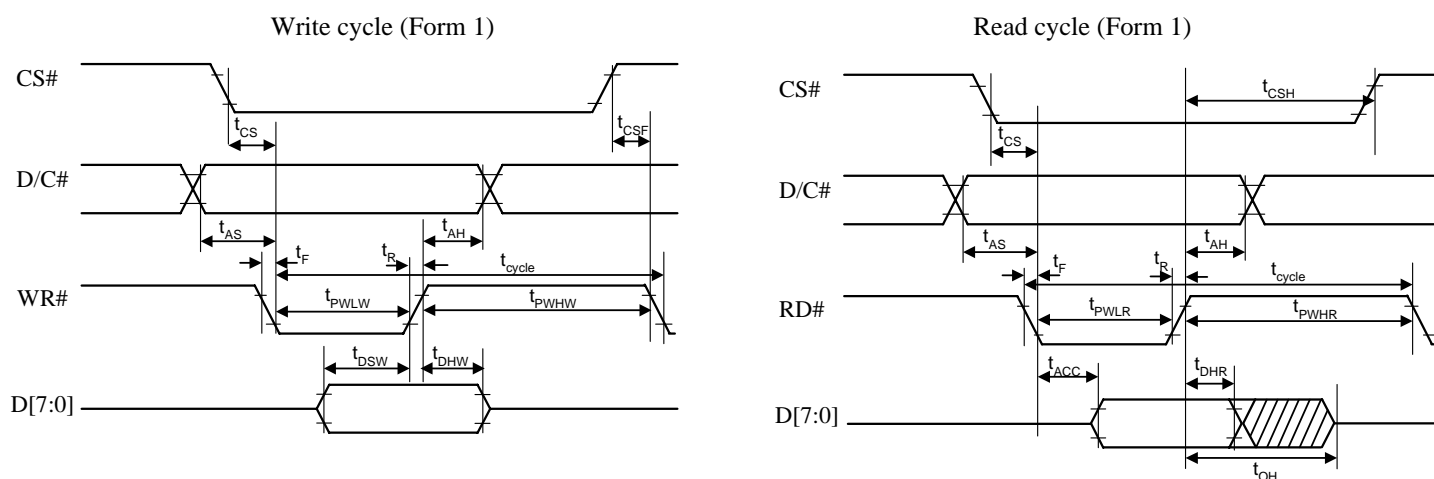 Write cycle (Form 1)
CS#
tCS
tCSF
D/C#
tAS
tAH
tF
tR
tcycle
WR#
tPWLW
tPWHW
tDSW
tDHW
D[7:0]
Read cycle (Form 1)
CS#
tCSH
tCS
D/C#
tAS
tAH
tF
tR
tcycle
RD#
tPWLR
tPWHR
tACC
tDHR
D[7:0]
tOH